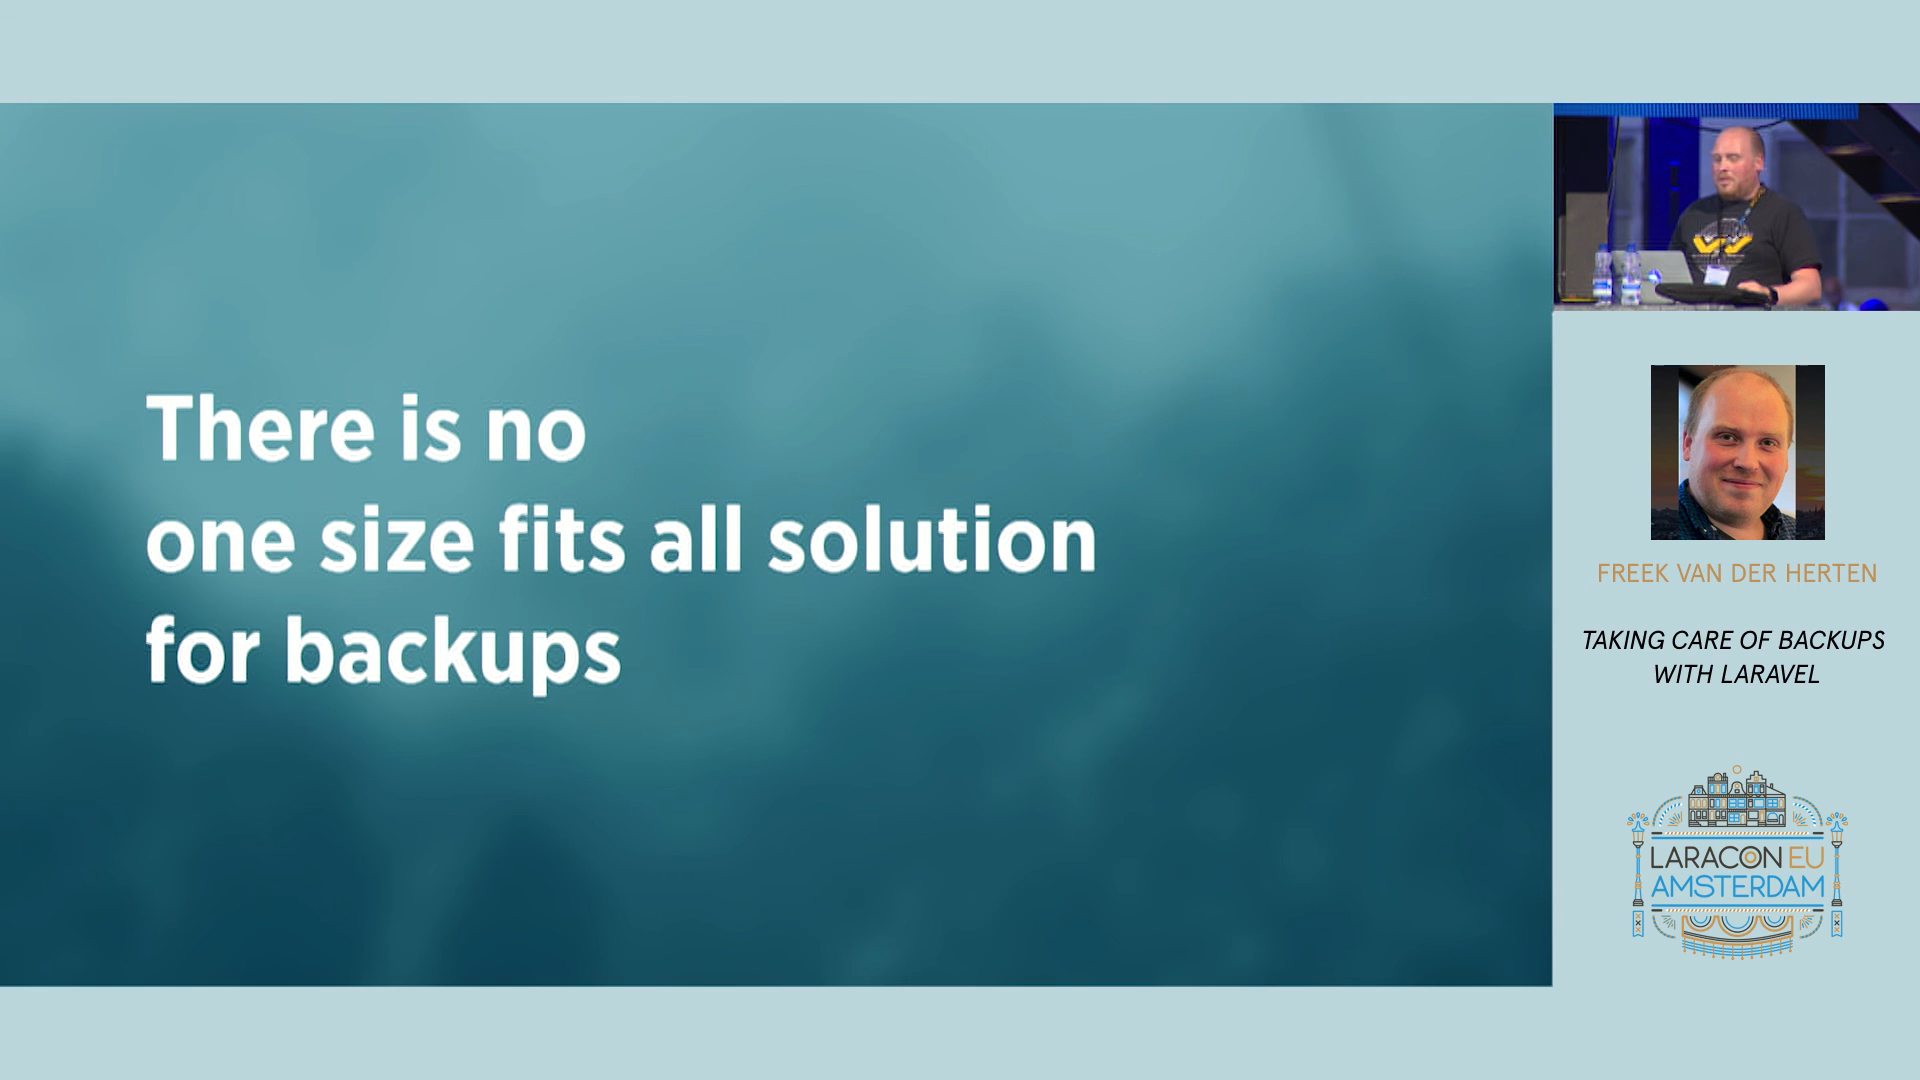 There is no
one size fits all solution
for backups
FREEK VAN DER HERTEN
TAKING CARE OF BACKUPS
WITH LARAVEL
LARACON EU
AMSTERDAM